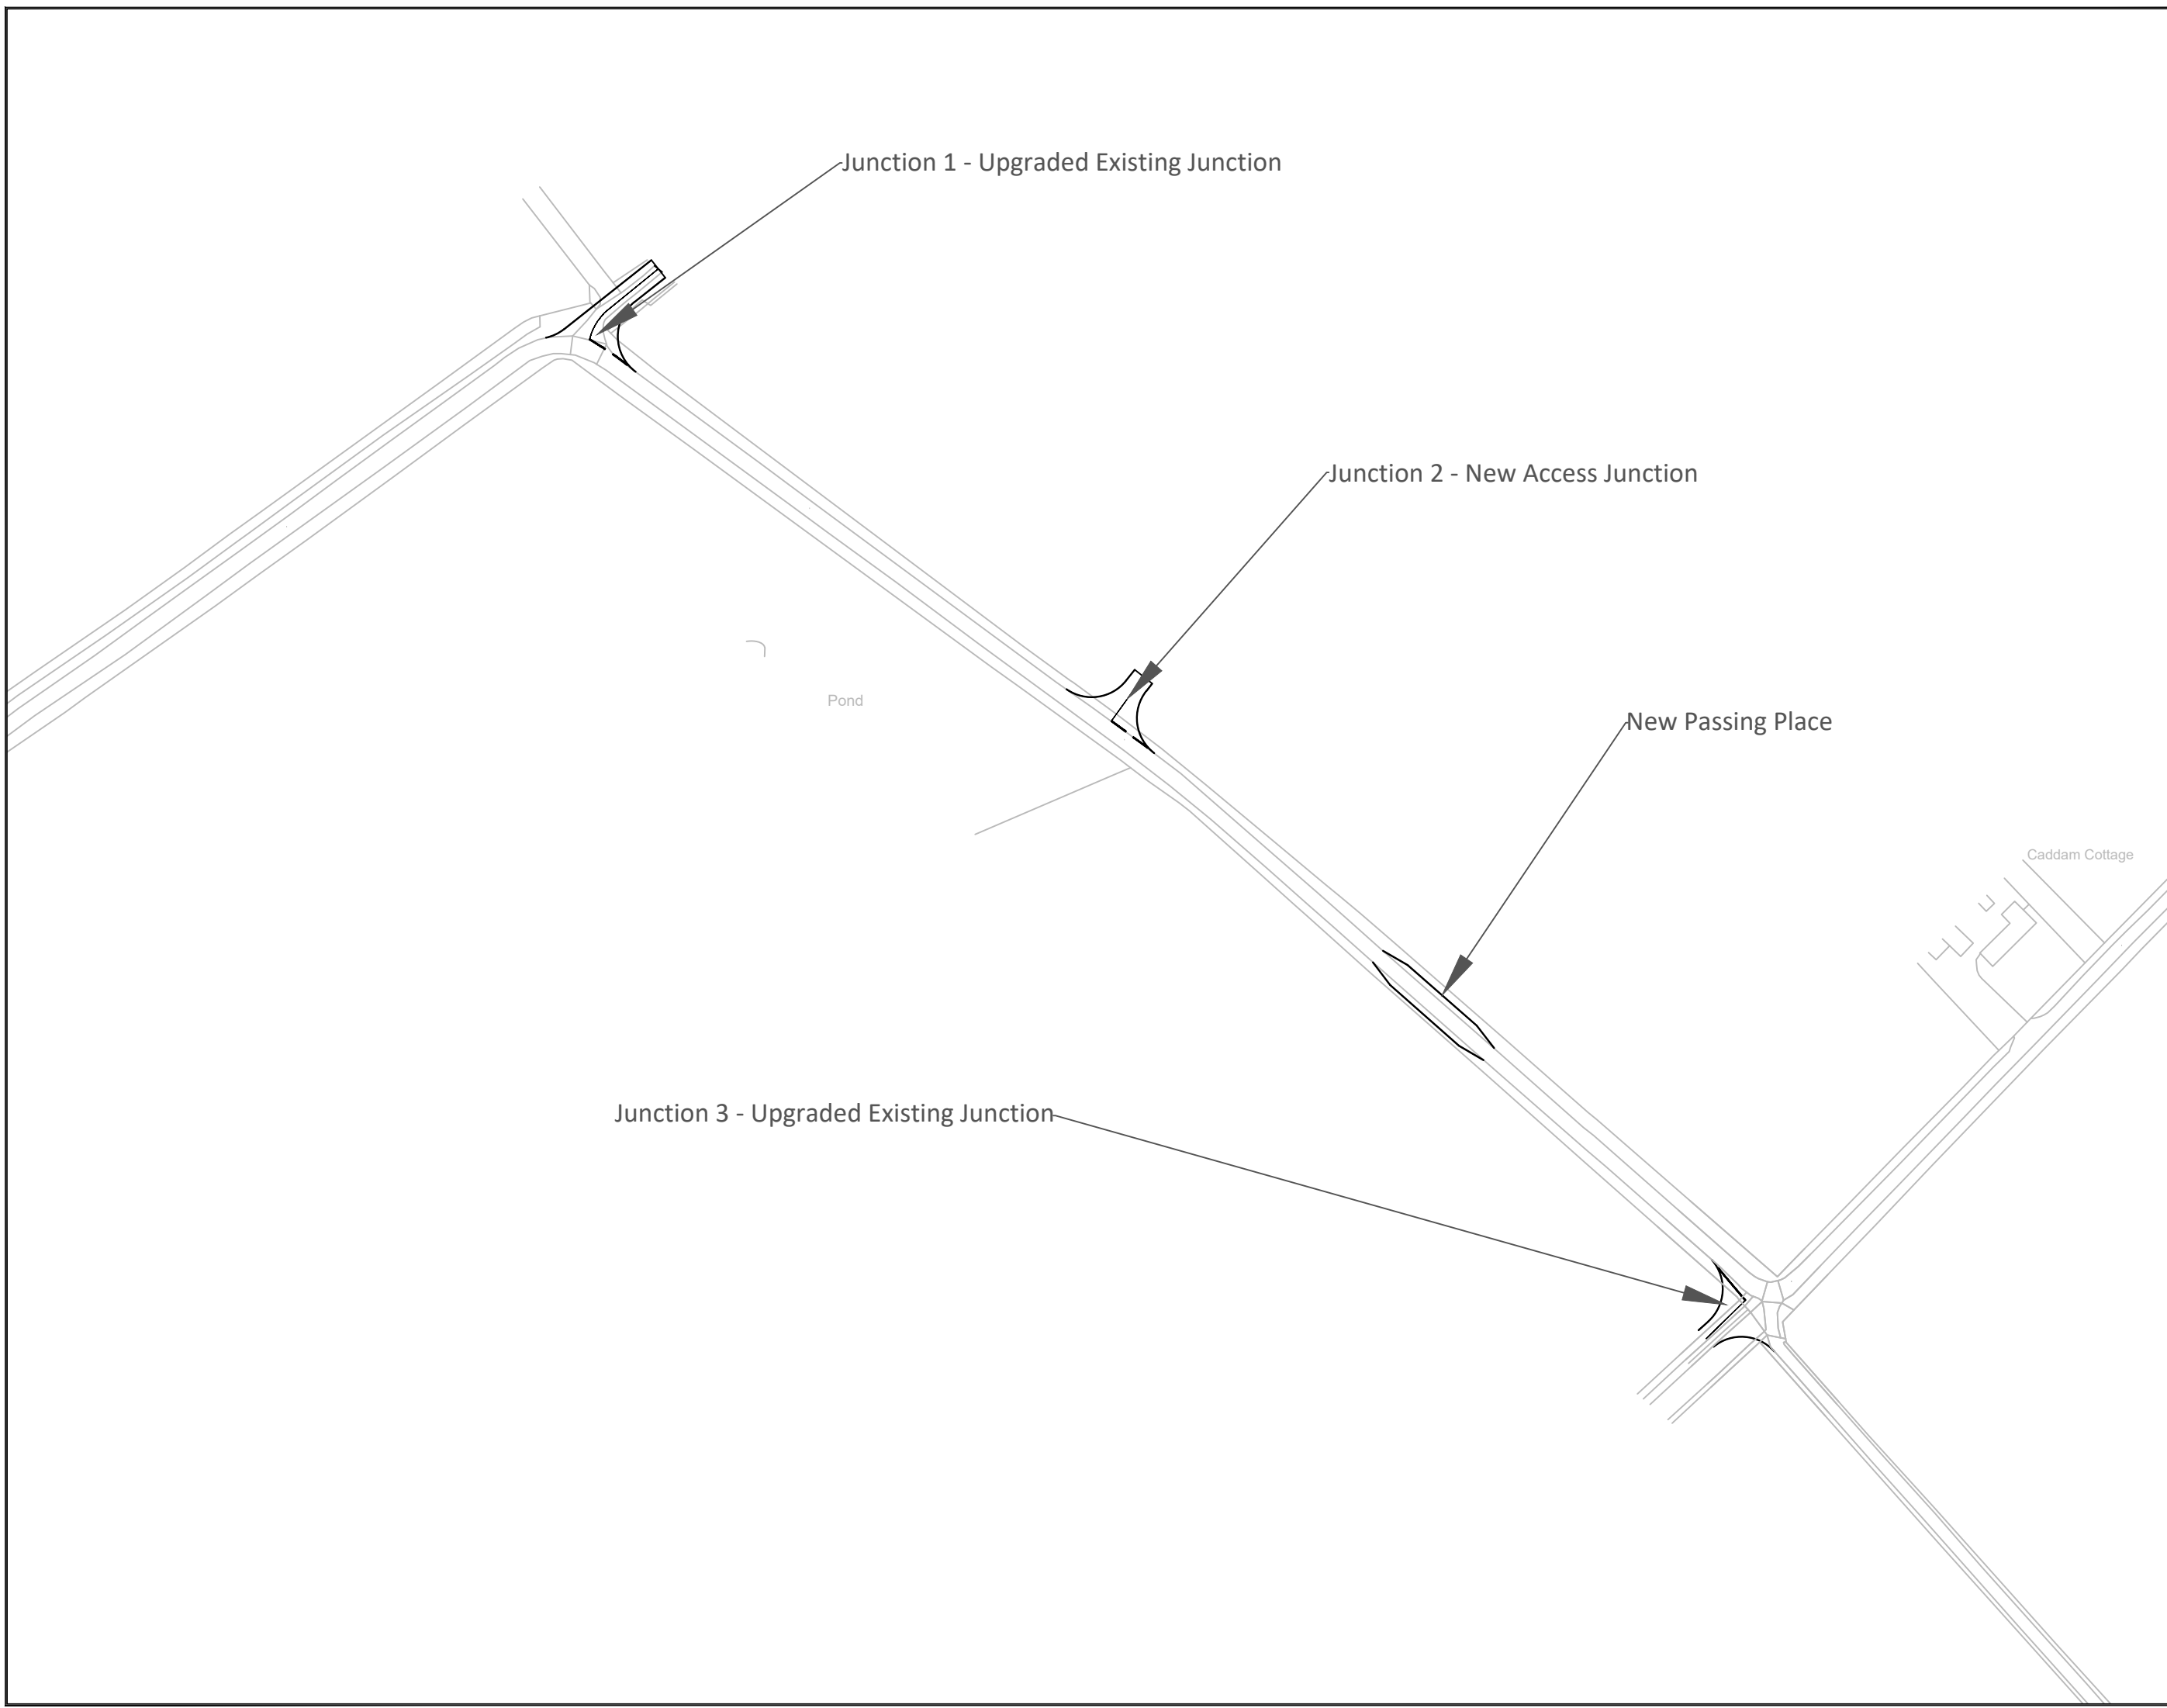 Junction 1 - Upgraded Existing Junction
Junction 2 - New Access Junction
Pond
New Passing Place
Caddam Cottage
Junction 3 - Upgraded Existing Junction